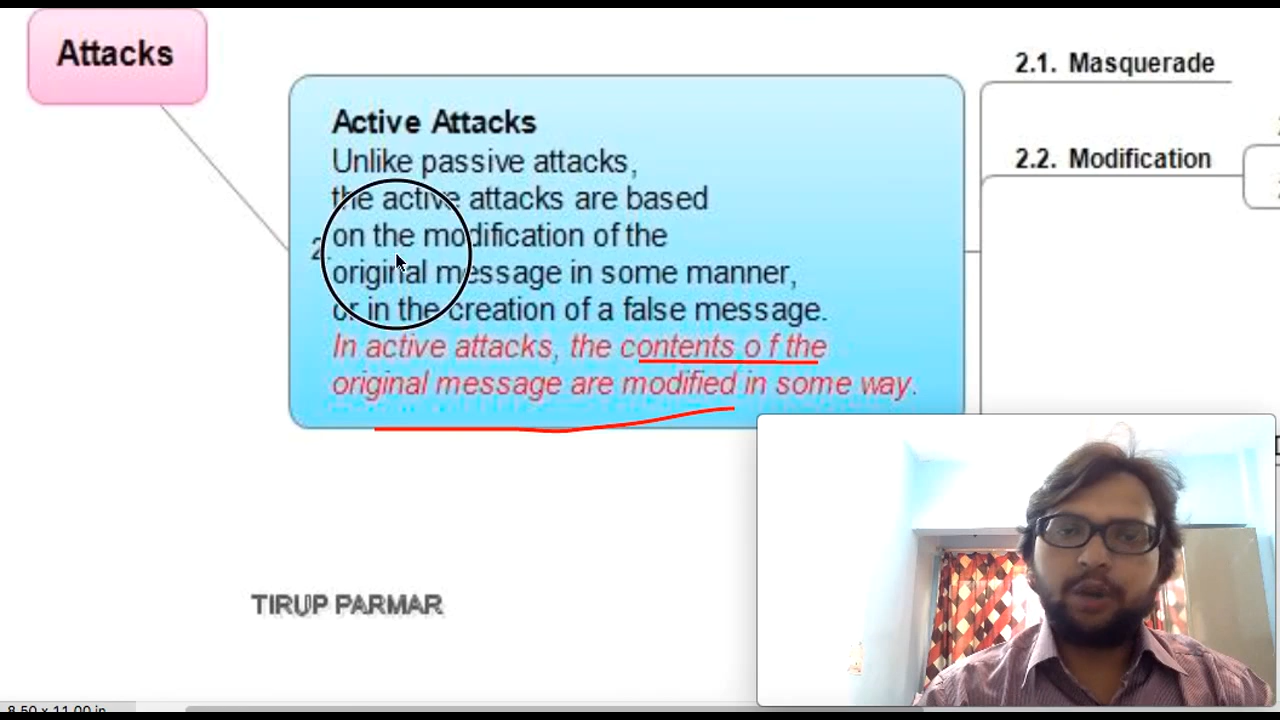 Attacks
2.
Active Attacks
Unlike passive attacks,
the active attacks are based
on the modification of the
original message in some manner,
or in the creation of a false message.
In active attacks, the contents o f the
original message are modified in some way.
2.1. Masquerade
2.2. Modification
TIRUP PARMAR
8.50 x 11.00 in